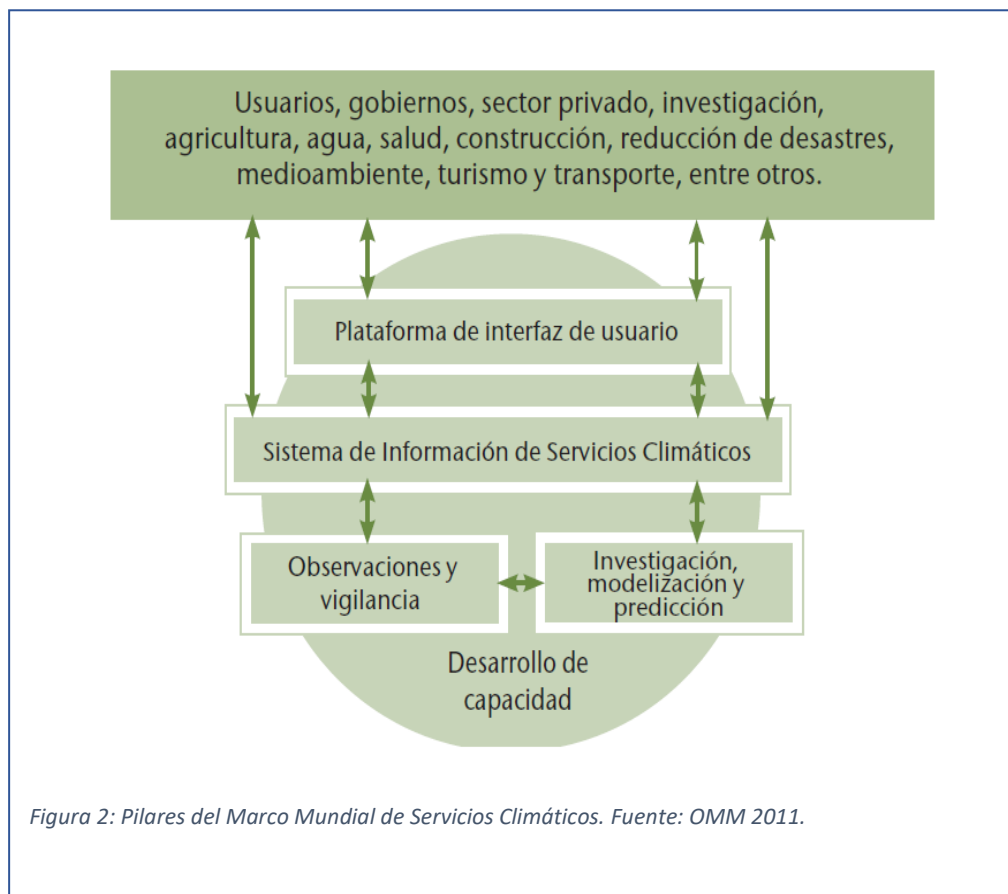 Usuarios, gobiernos, sector privado, investigación,
agricultura, agua, salud, construcción, reducción de desastres,
medioambiente, turismo y transporte, entre otros.
Plataforma de interfaz de usuario
Sistema de Información de Servicios Climáticos
Observaciones y
vigilancia
Investigación,
modelización y
predicción
Desarrollo de
capacidad
Figura 2: Pilares del Marco Mundial de Servicios Climáticos. Fuente: OMM 2011.